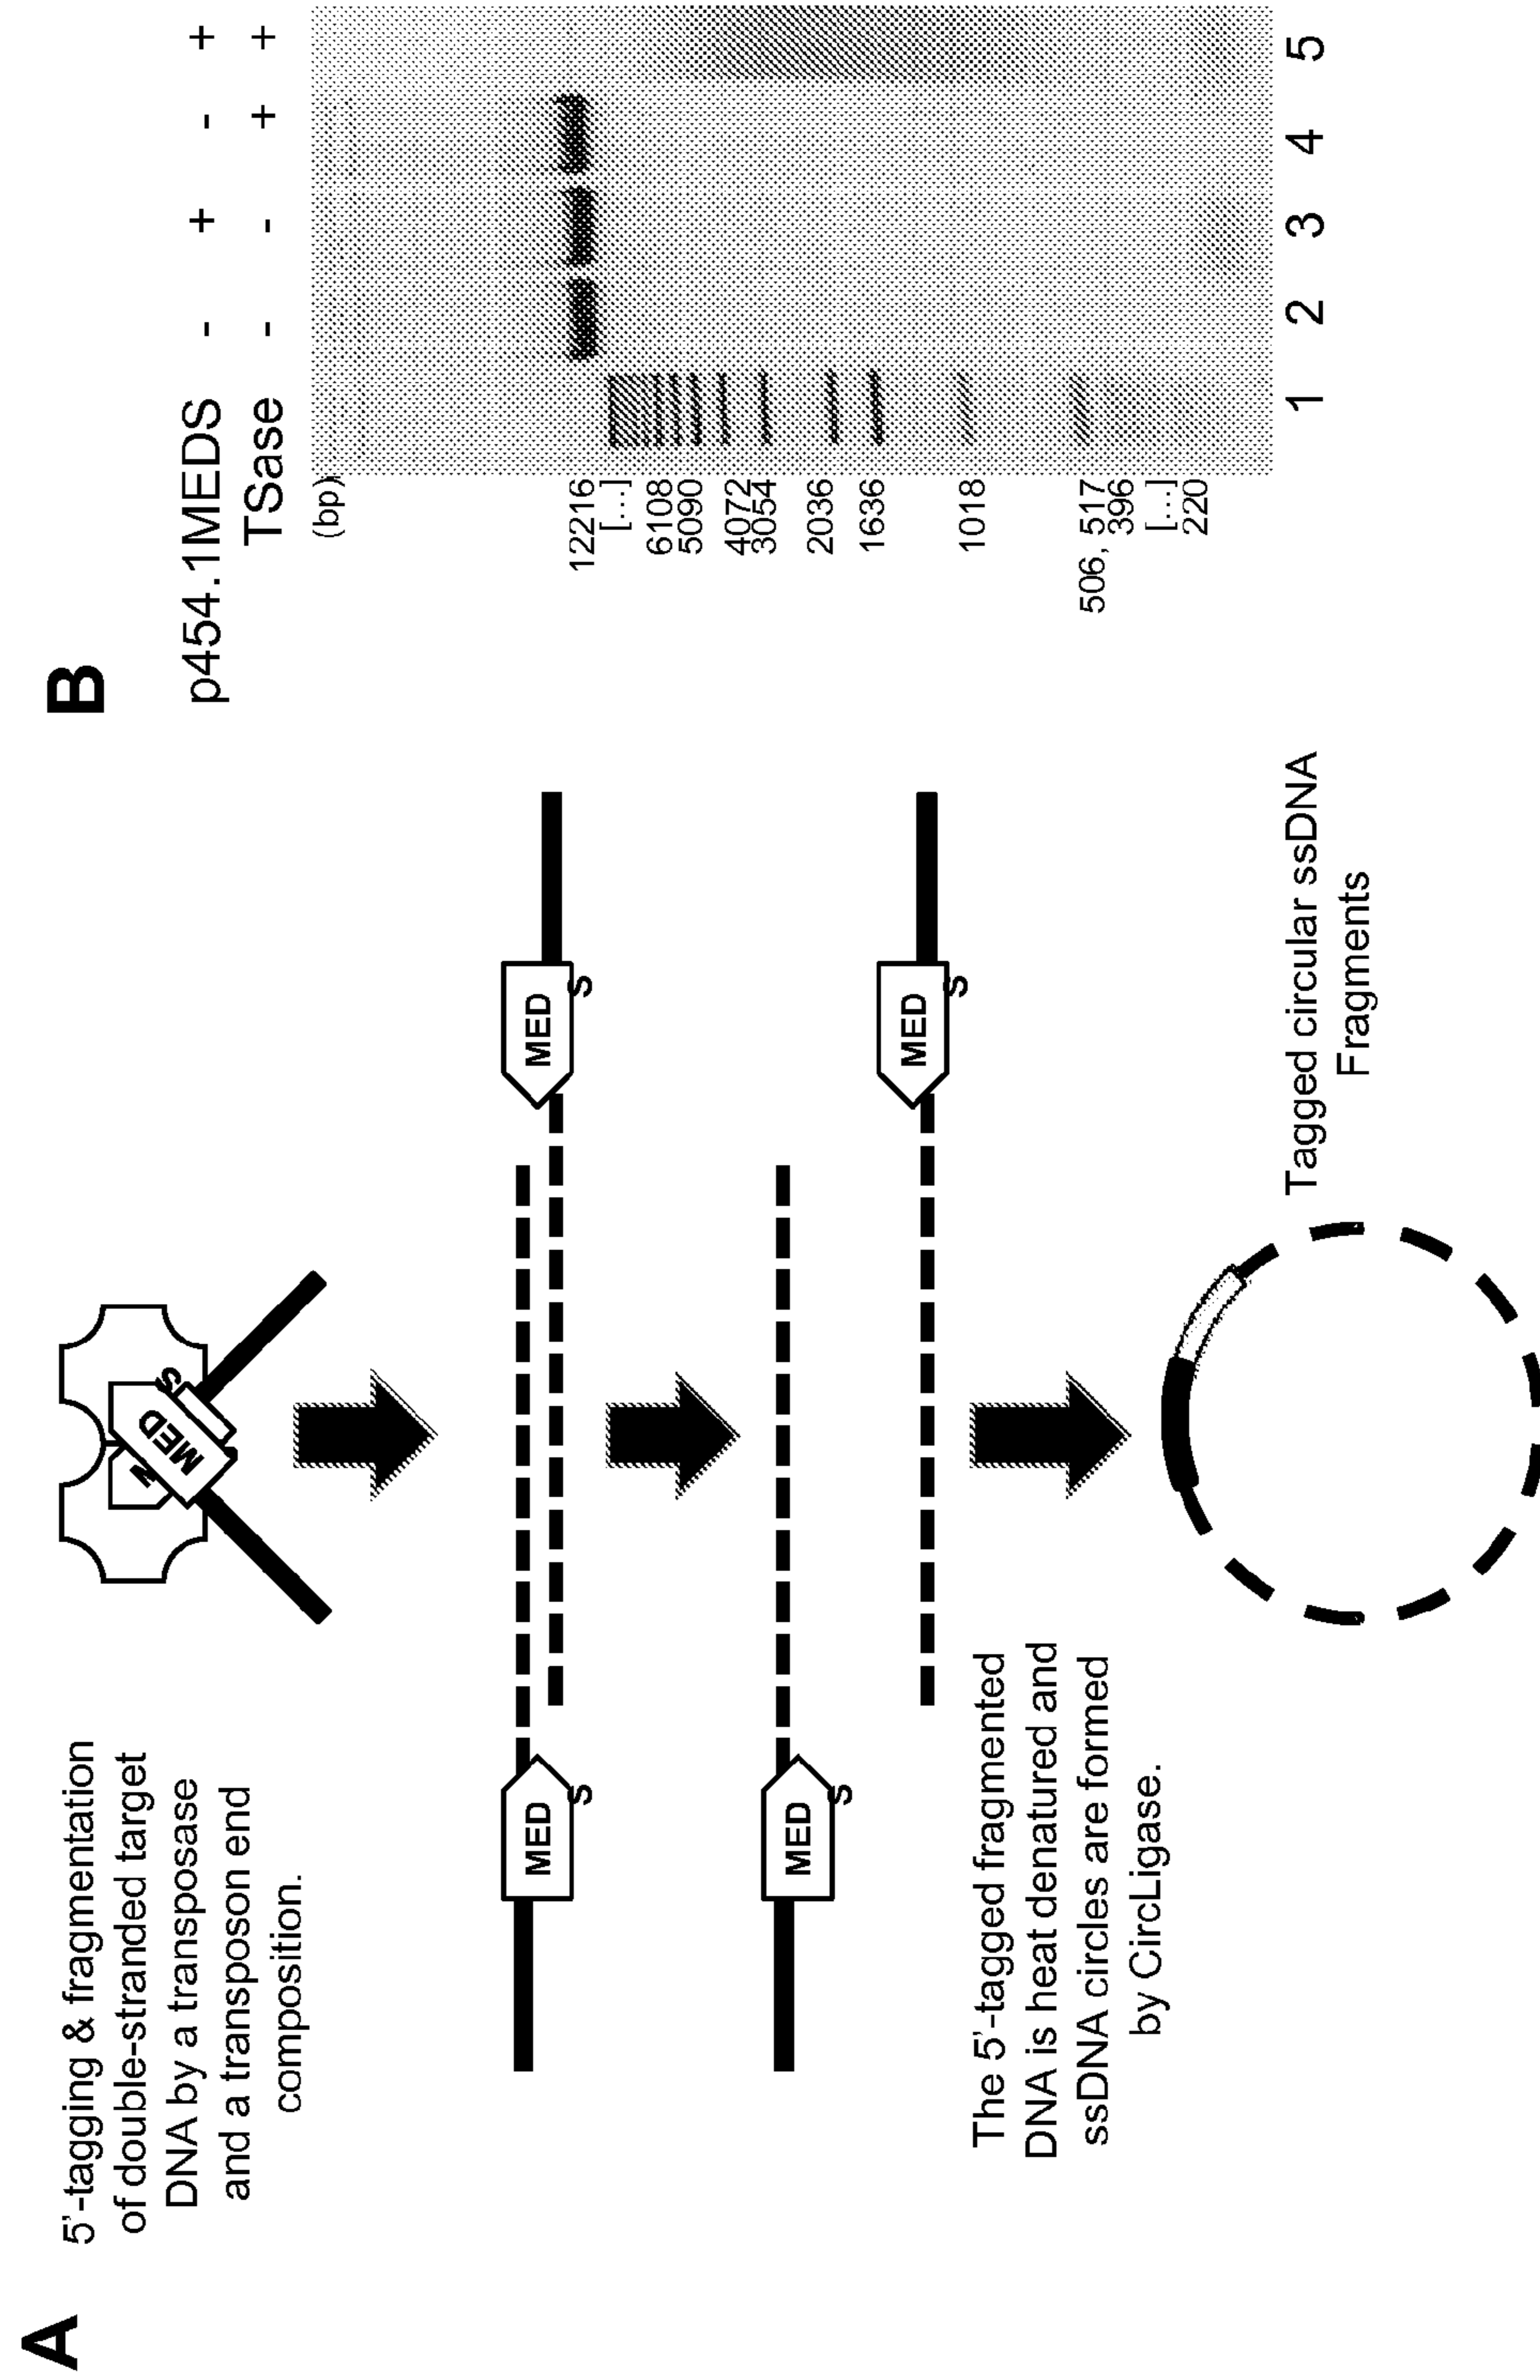 A
5'-tagging & fragmentation
of double-stranded target
DNA by a transposase
and a transposon end
composition.
MED
S
MED
S
MED
S
MED
S
MED
S
The 5'-tagged fragmented
DNA is heat denatured and
ssDNA circles are formed
by CircLigase.
Tagged circular ssDNA
Fragments
B
p454.1MEDS - + - +
TSase - - + +
(bp)
12216
[...]
6108
5090
4072
3054
2036
1636
1018
506, 517
396
[...]
220
1 2 3 4 5